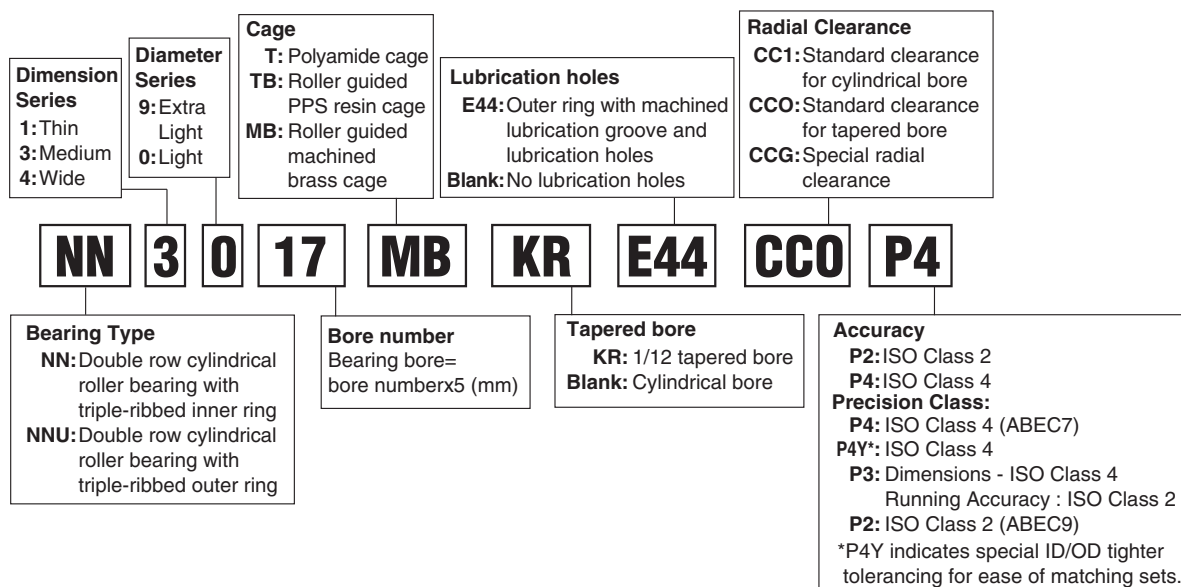 Cage
T: Polyamide cage
TB: Roller guided
PPS resin cage
MB: Roller guided
machined
brass cage
Radial Clearance
CC1: Standard clearance
for cylindrical bore
CCO: Standard clearance
for tapered bore
CCG: Special radial
clearance
Diameter
Series
9: Extra
Light
0: Light
Dimension
Series
1: Thin
3: Medium
4: Wide
Lubrication holes
E44: Outer ring with machined
lubrication groove and
lubrication holes
Blank: No lubrication holes
NN 3 0 17 MB KR E44 CC0 P4
Bearing Type
NN: Double row cylindrical
roller bearing with
triple-ribbed inner ring
NNU: Double row cylindrical
roller bearing with
triple-ribbed outer ring
Bore number
Bearing bore=
bore numberx5 (mm)
Tapered bore
KR: 1/12 tapered bore
Blank: Cylindrical bore
Accuracy
P2: ISO Class 2
P4: ISO Class 4
Precision Class:
P4: ISO Class 4 (ABEC7)
P4Y*: ISO Class 4
P3: Dimensions - ISO Class 4
Running Accuracy : ISO Class 2
P2: ISO Class 2 (ABEC9)
*P4Y indicates special ID/OD tighter
tolerancing for ease of matching sets.